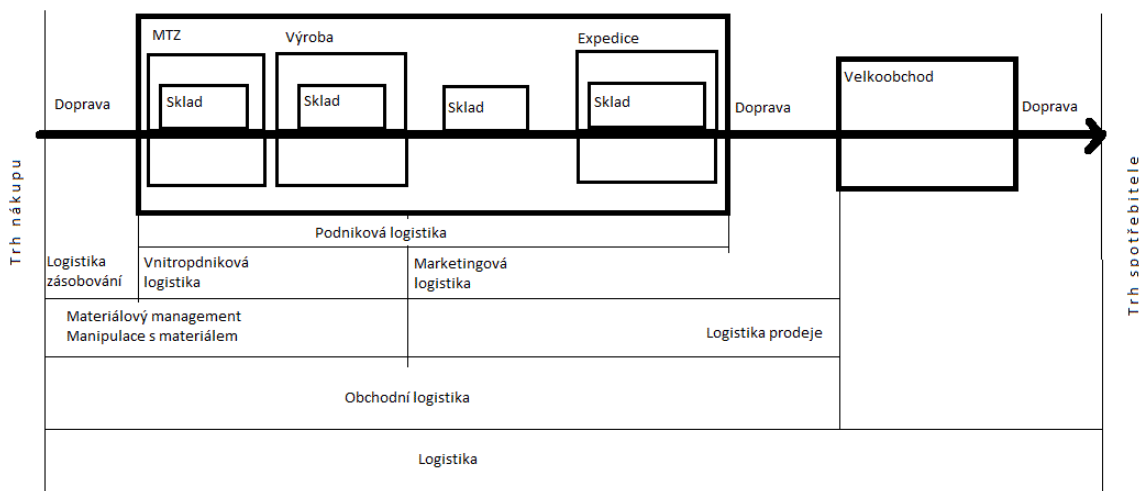 MTZ
Výroba
Expedice
Velkoobchod
Doprava
Sklad
Sklad
Sklad
Sklad
Doprava
Doprava
Trh nákupu
Trh spotřebitele
Podniková logistika
Logistika
zásobování
Vnitropdniková
logistika
Marketingová
logistika
Materiálový management
Manipulace s materiálem
Logistika prodeje
Obchodní logistika
Logistika